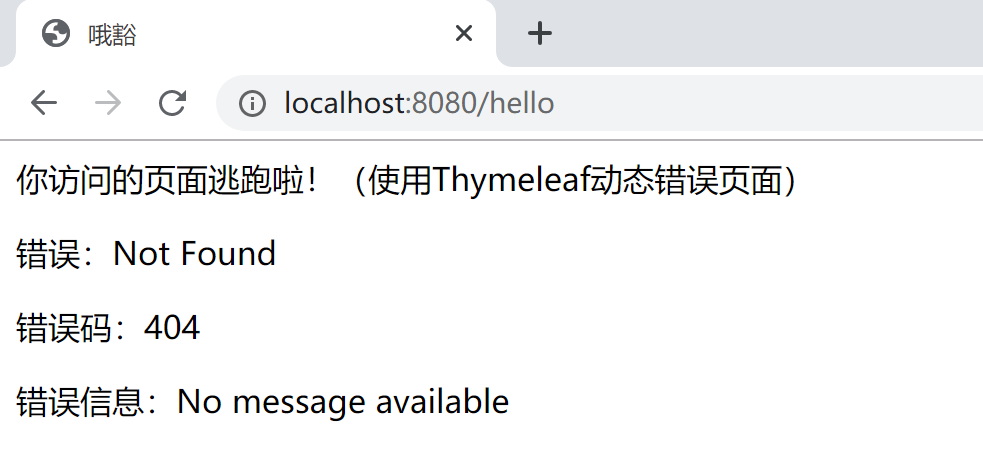 哦豁
localhost:8080/hello
你访问的页面逃跑啦！（使用Thymeleaf动态错误页面）
错误：Not Found
错误码：404
错误信息：No message available